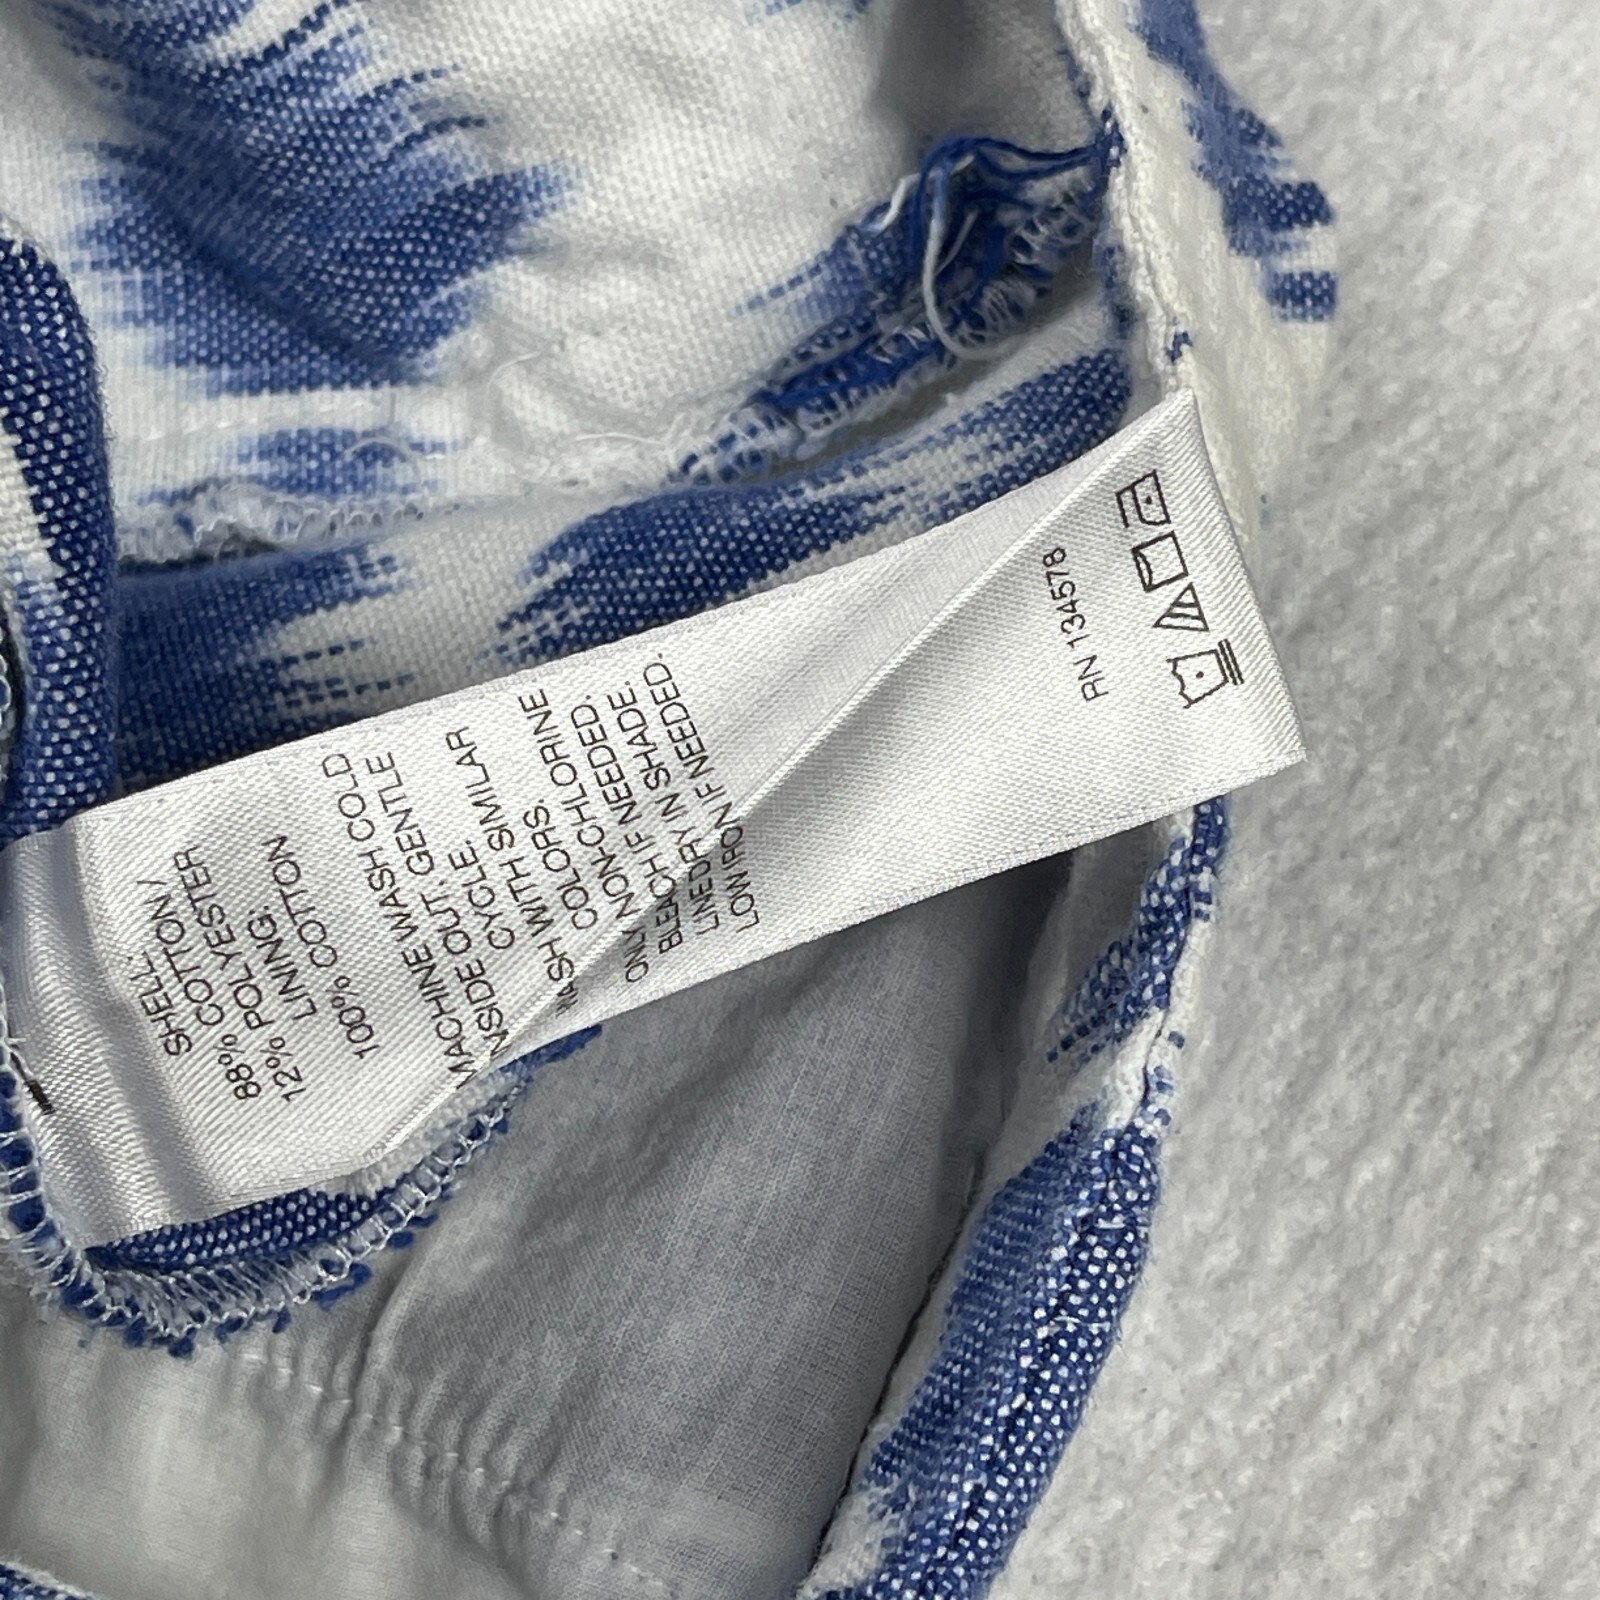 SHELL:
88% COTTON/
12% POLYESTER
LINING:
100% COTTON
MACHINE WASH COLD
INSIDE OUT. GENTLE
CYCLE.
WASH WITH SIMILAR
COLORS.
ONLY NON-CHLORINE
BLEACH IF NEEDED.
LINE DRY IN SHADE.
LOW IRON IF NEEDED.
RN 134578